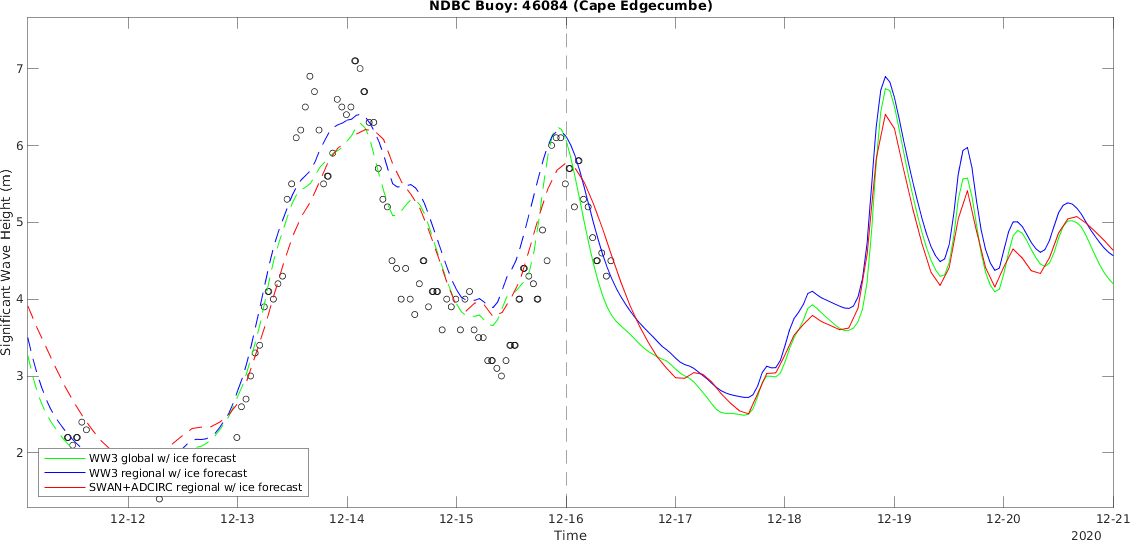 NDBC Buoy: 46084 (Cape Edgecumbe)
Significant Wave Height (m)
7
6
5
4
3
2
WW3 global w/ ice forecast
WW3 regional w/ ice forecast
SWAN+ADCIRC regional w/ ice forecast
12-12 12-13 12-14 12-15 12-16 12-17 12-18 12-19 12-20 12-21
Time
2020